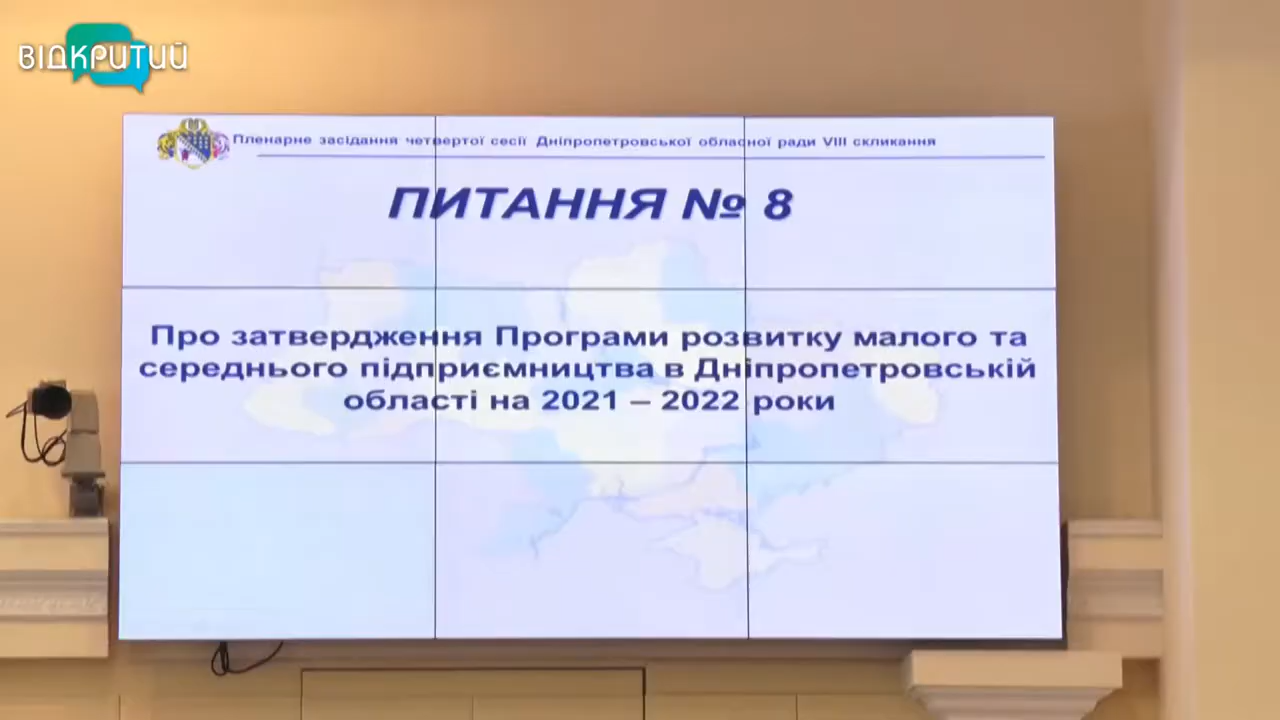 ВІДКРИТИЙ
Пленарне засідання четвертої сесії Дніпропетровської обласної ради VIII скликання
ПИТАННЯ № 8
Про затвердження Програми розвитку малого та
середнього підприємництва в Дніпропетровській
області на 2021 – 2022 роки